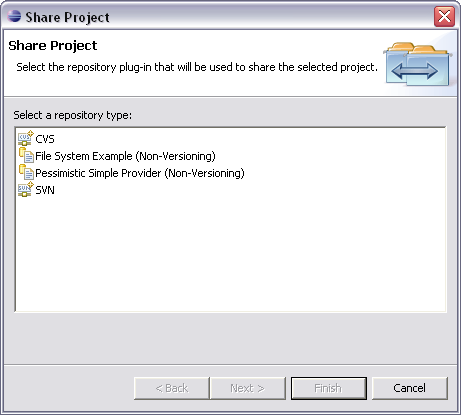 Share Project
Share Project
Select the repository plug-in that will be used to share the selected project.
Select a repository type:
CVS
File System Example (Non-Versioning)
Pessimistic Simple Provider (Non-Versioning)
SVN
< Back
Next >
Finish
Cancel